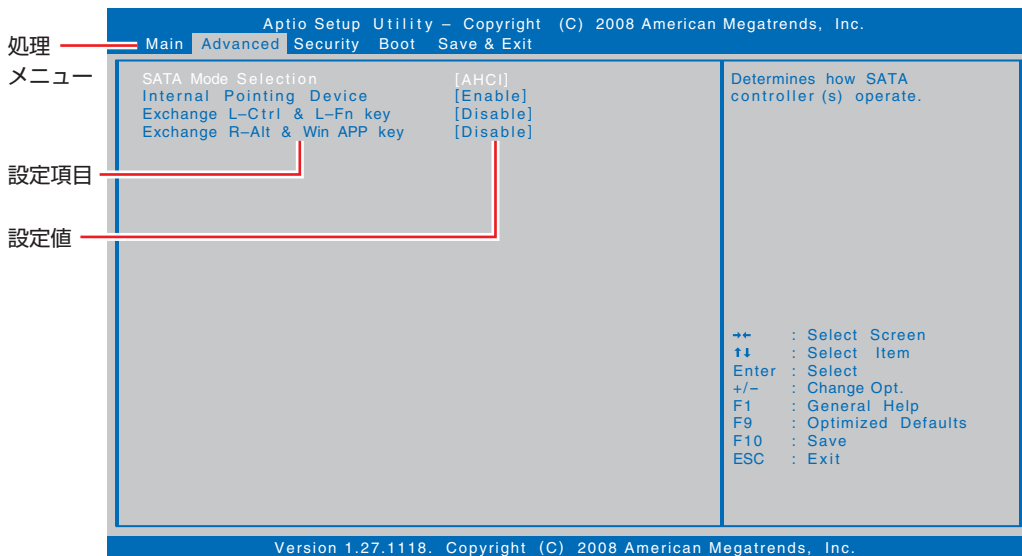 Aptio Setup Utility – Copyright (C) 2008 American Megatrends, Inc.
処理
メニュー
Main Advanced Security Boot Save & Exit
SATA Mode Selection [AHCI]
Internal Pointing Device [Enable]
Exchange L–Ctrl & L–Fn key [Disable]
Exchange R–Alt & Win APP key [Disable]
Determines how SATA
controller (s) operate.
設定項目
設定値
→← : Select Screen
↑↓ : Select Item
Enter : Select
+/– : Change Opt.
F1 : General Help
F9 : Optimized Defaults
F10 : Save
ESC : Exit
Version 1.27.1118. Copyright (C) 2008 American Megatrends, Inc.